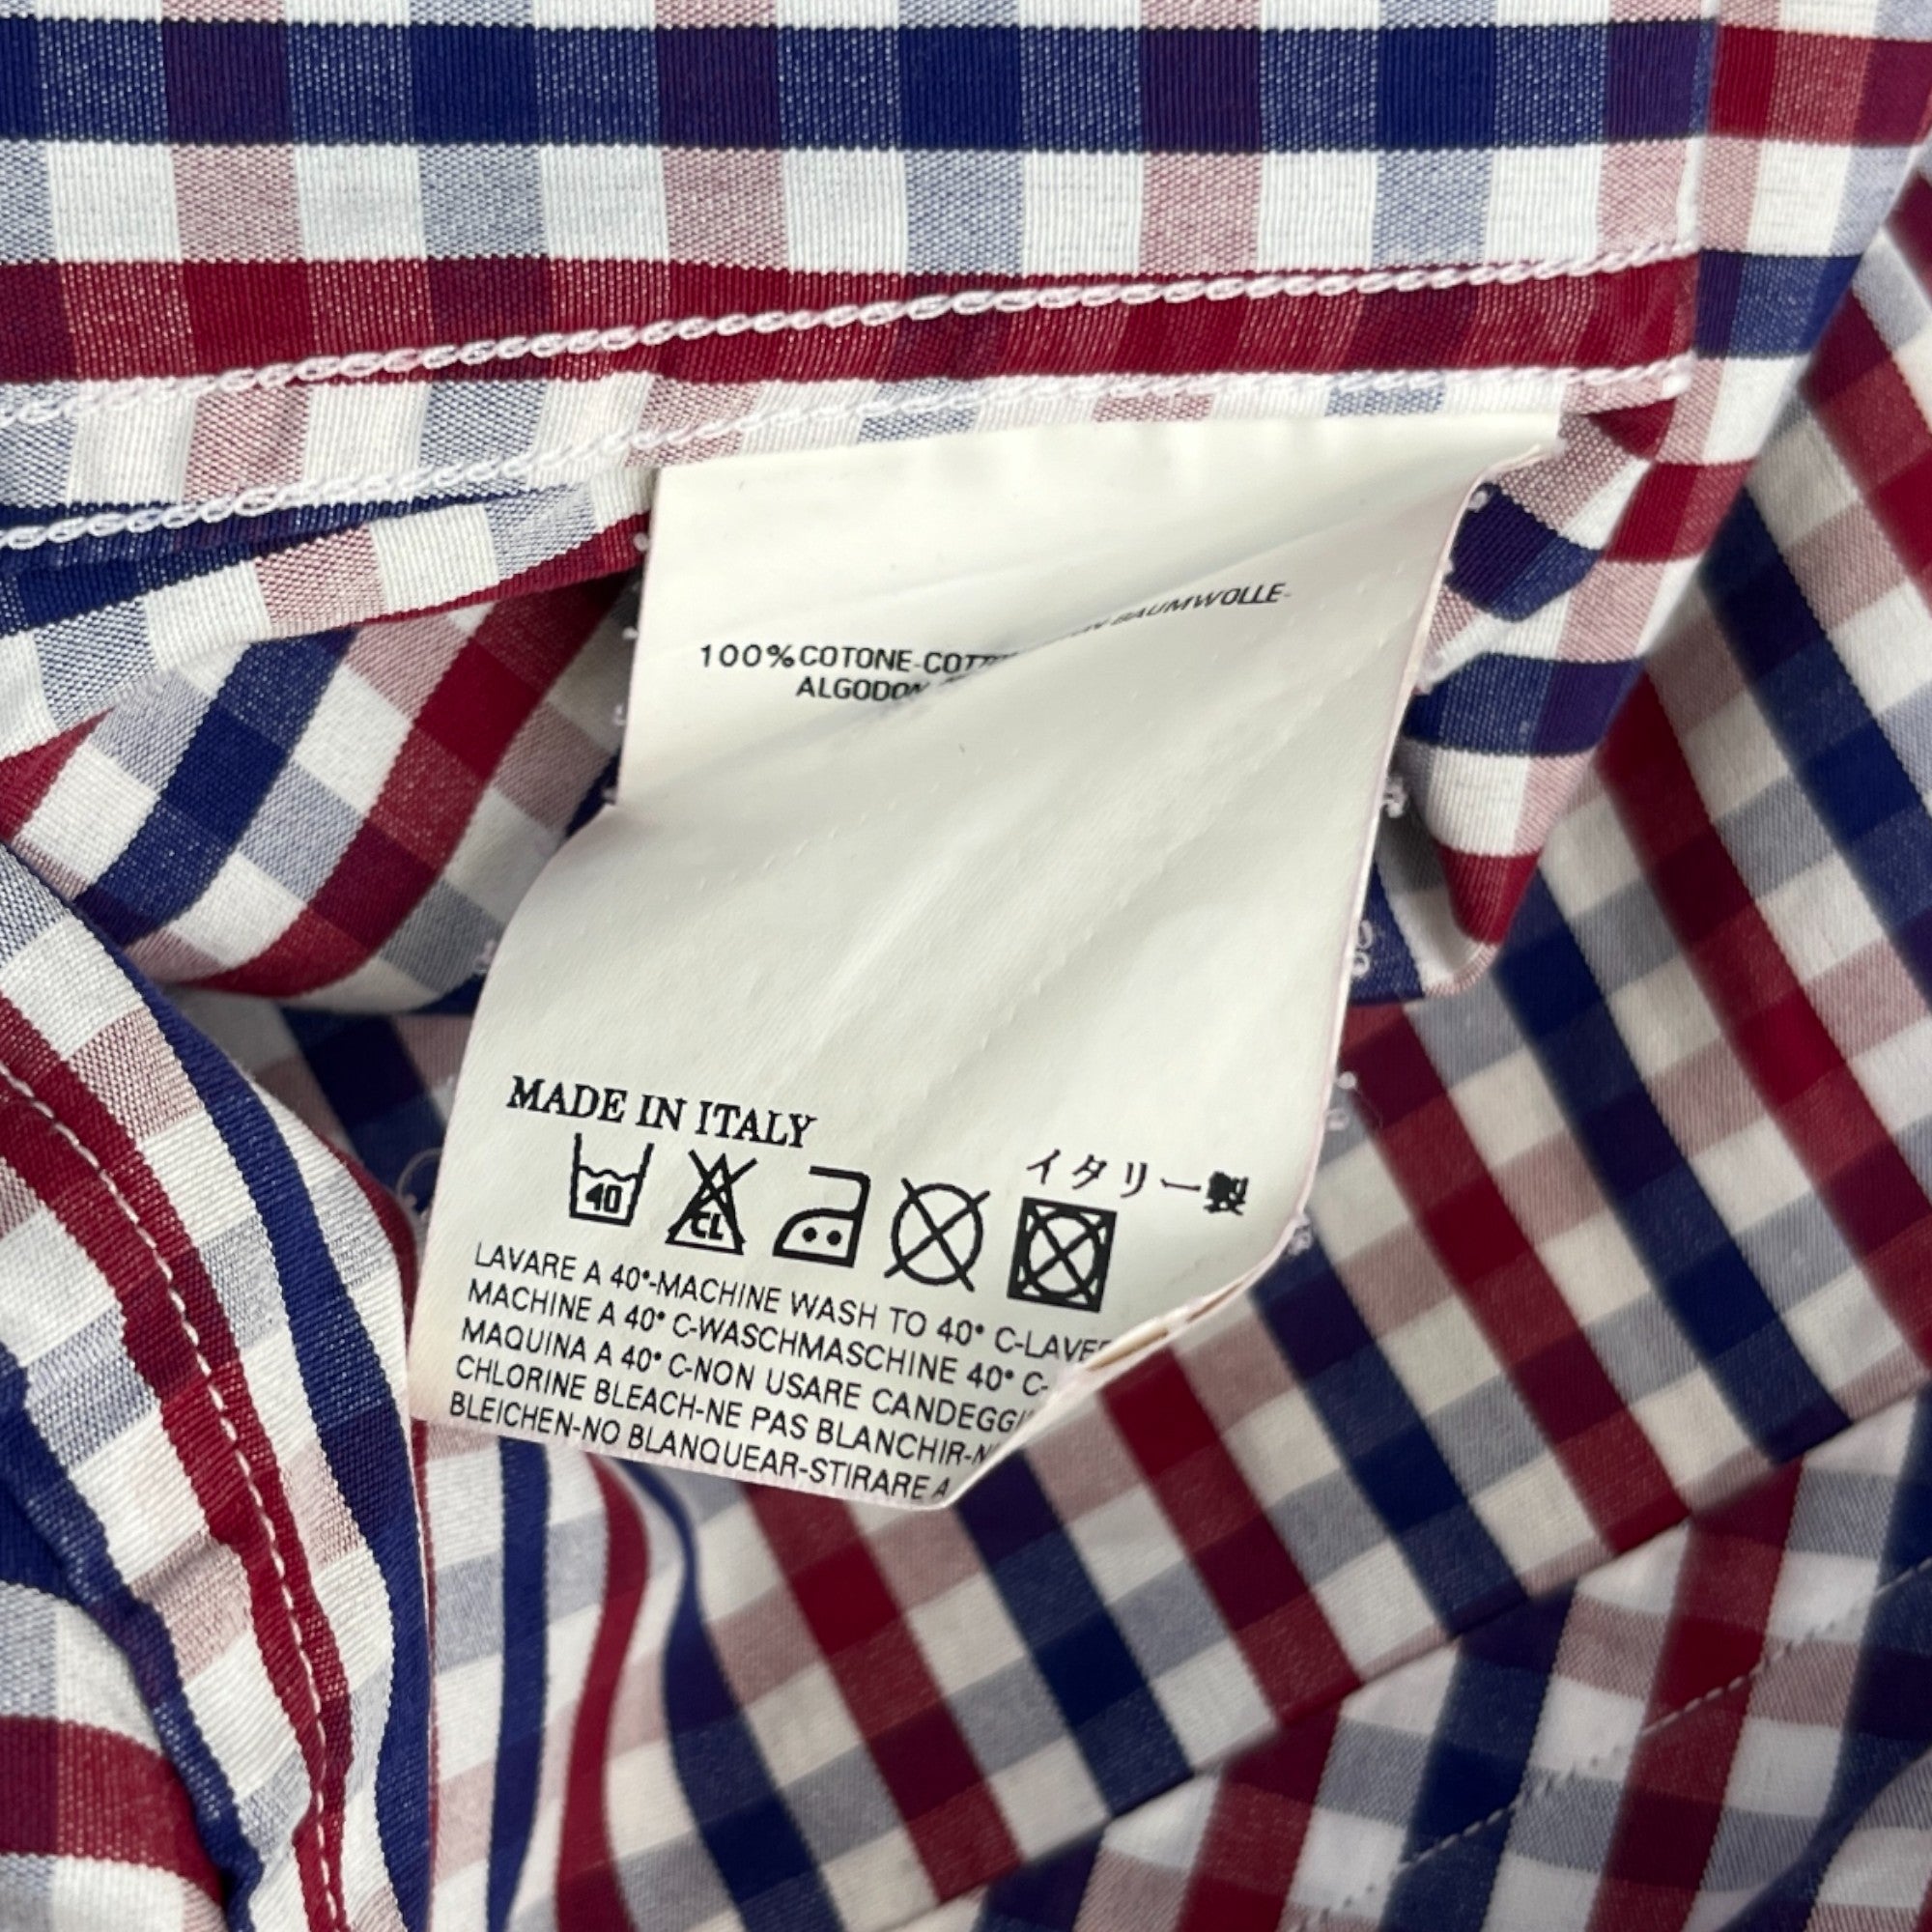 100% COTONE-COTTON BAUMWOLLE-
ALGODON
MADE IN ITALY
イタリー製
40
CL
LAVARE A 40°-MACHINE WASH TO 40° C-LAVER
MACHINE A 40° C-WASCHMASCHINE 40° C-
MAQUINA A 40° C-NON USARE CANDEGGI
CHLORINE BLEACH-NE PAS BLANCHIR-N
BLEICHEN-NO BLANQUEAR-STIRARE A